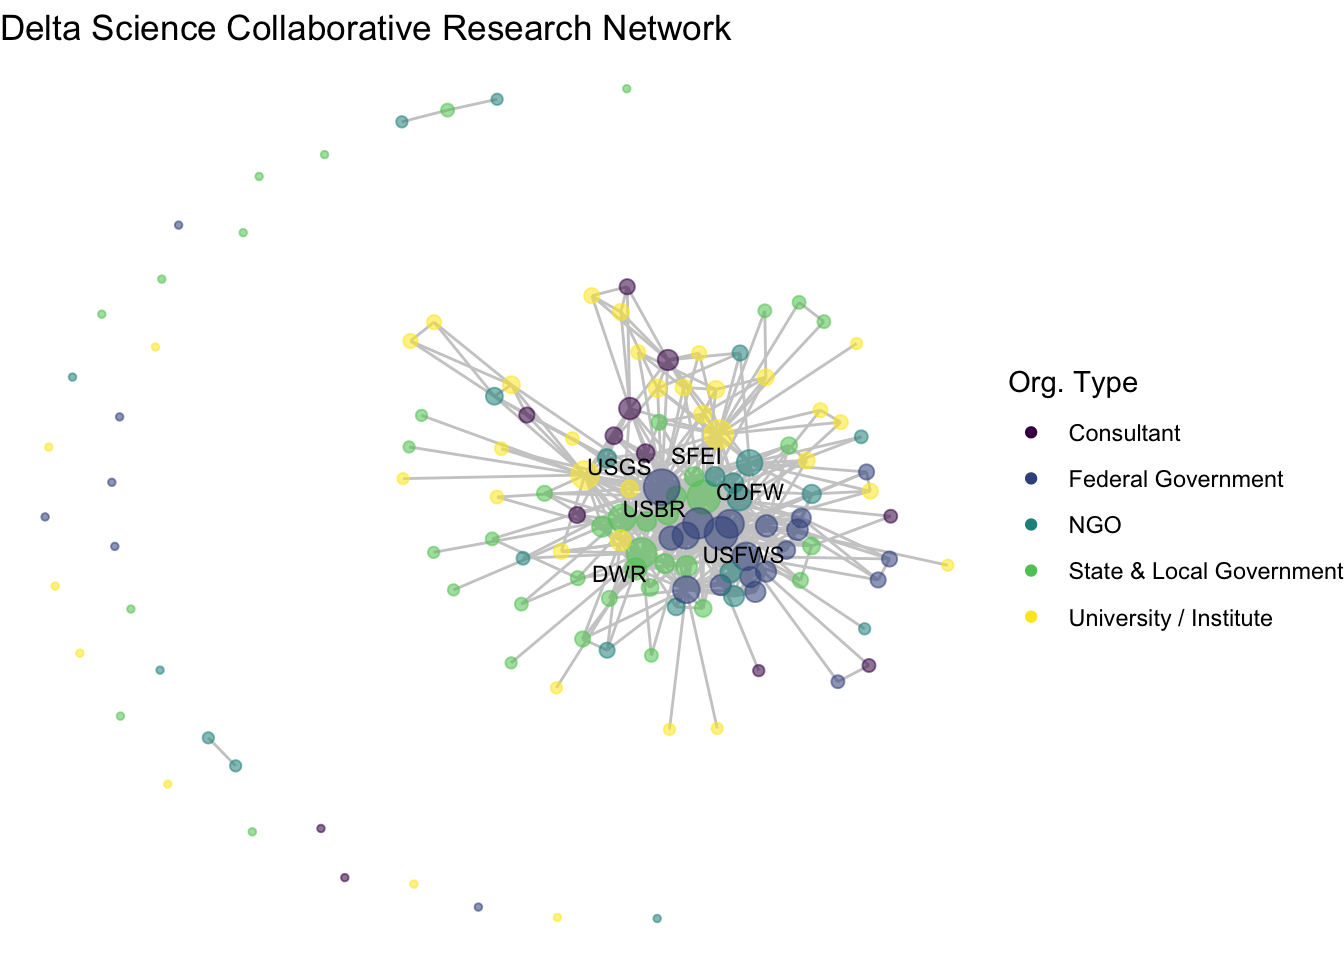 Delta Science Collaborative Research Network
SFEI
USGS
CDFW
USBR
USFWS
DWR
Org. Type
Consultant
Federal Government
NGO
State & Local Government
University / Institute